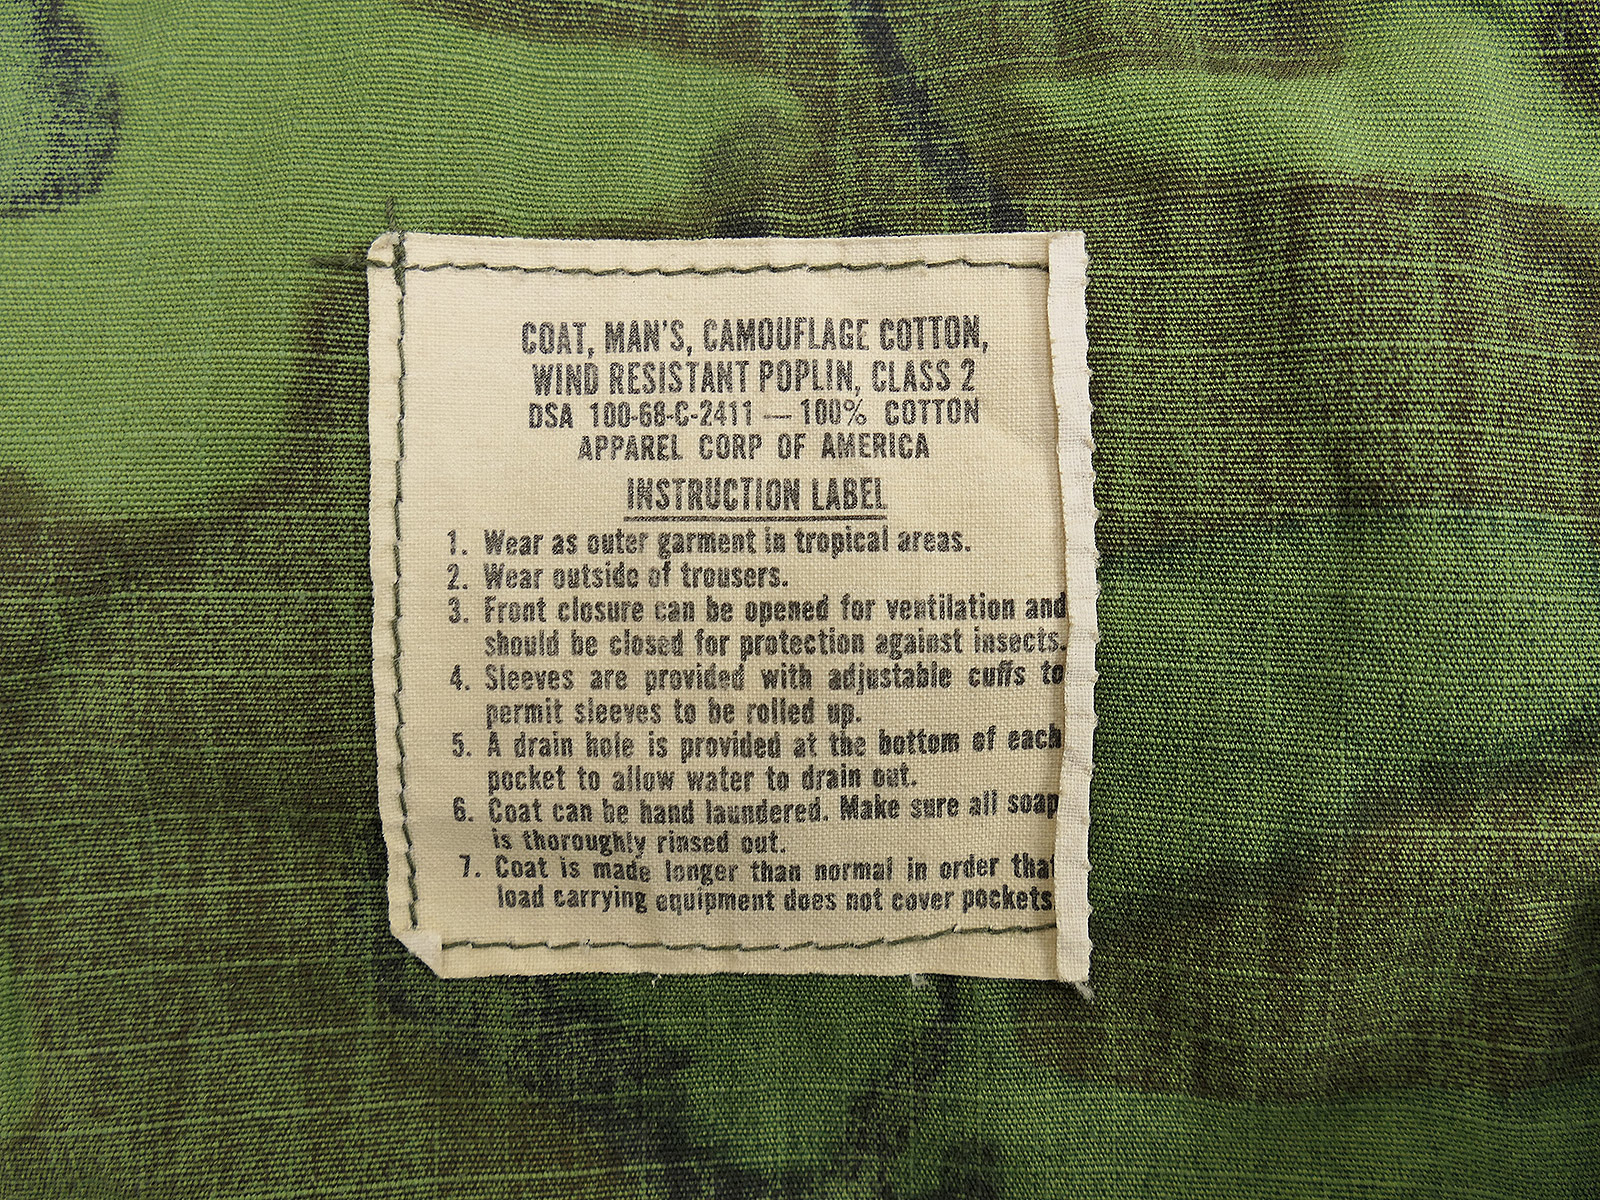 COAT, MAN'S, CAMOUFLAGE COTTON,
WIND RESISTANT POPLIN, CLASS 2
DSA 100-68-C-2411 — 100% COTTON
APPAREL CORP OF AMERICA
INSTRUCTION LABEL
1. Wear as outer garment in tropical areas.
2. Wear outside of trousers.
3. Front closure can be opened for ventilation and
should be closed for protection against insects.
4. Sleeves are provided with adjustable cuffs to
permit sleeves to be rolled up.
5. A drain hole is provided at the bottom of each
pocket to allow water to drain out.
6. Coat can be hand laundered. Make sure all soap
is thoroughly rinsed out.
7. Coat is made longer than normal in order that
load carrying equipment does not cover pockets.